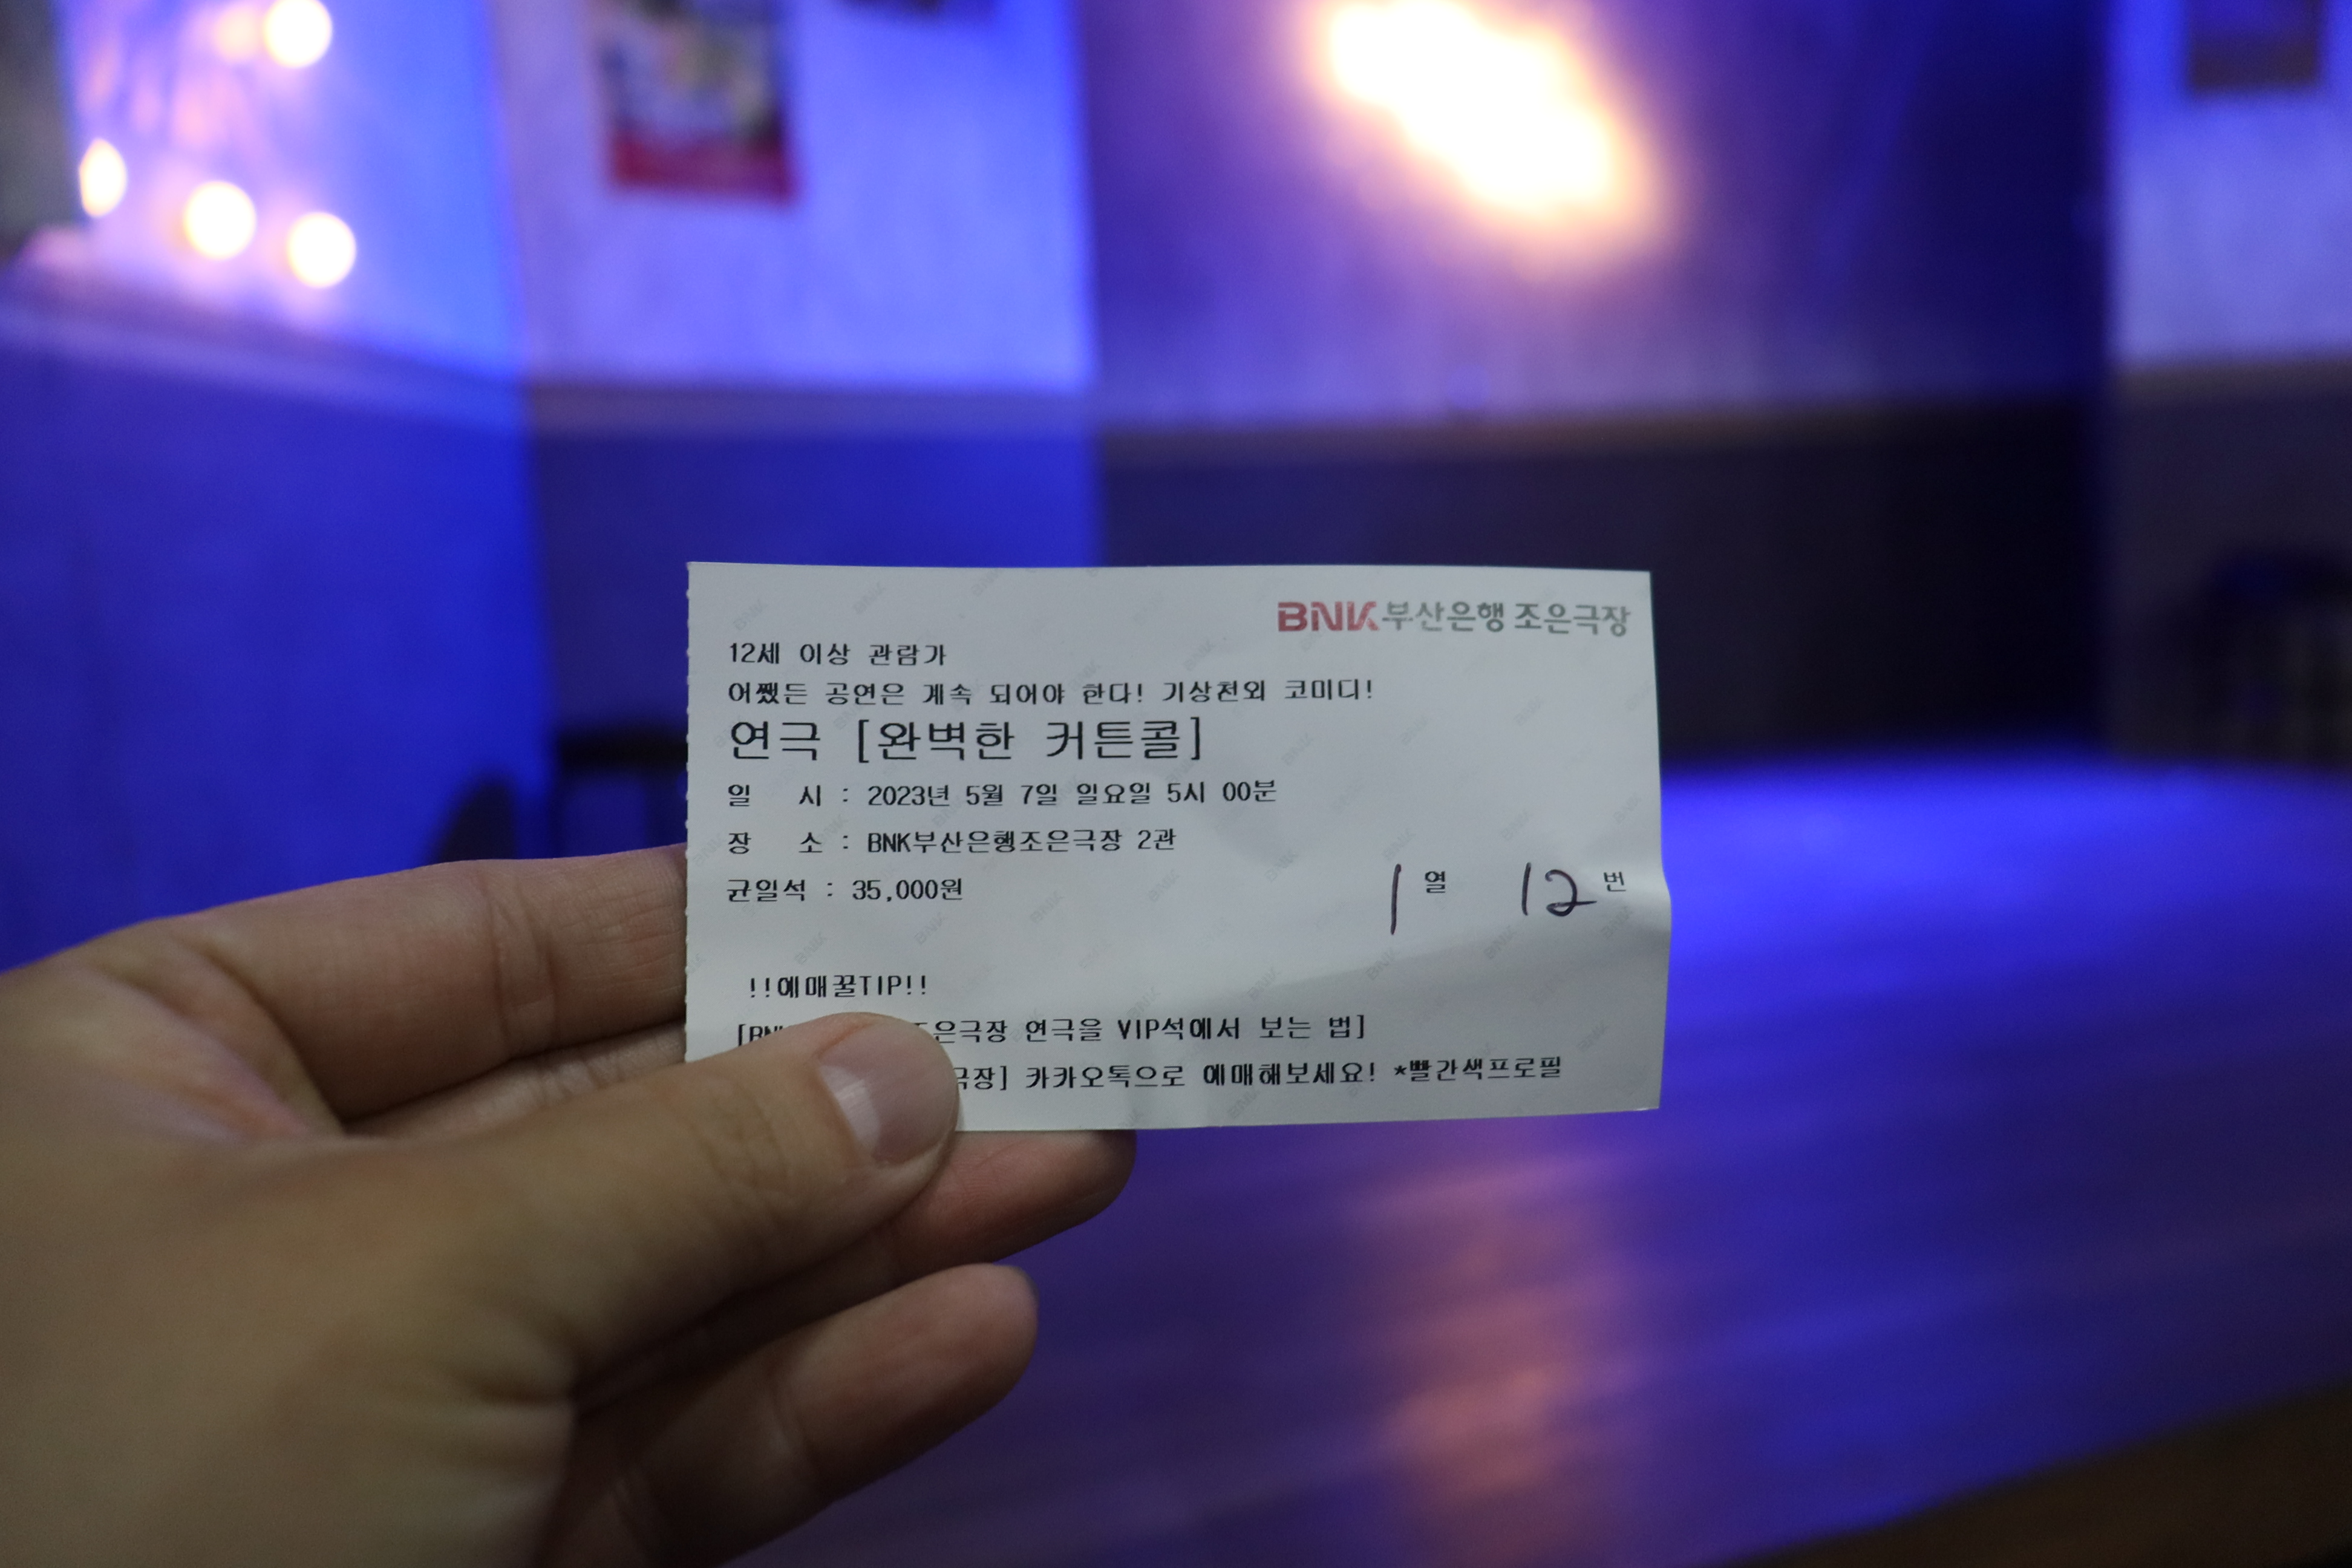 BNK부산은행 조은극장
12세 이상 관람가
어쨌든 공연은 계속 되어야 한다! 기상천외 코미디!
연극 [완벽한 커튼콜]
일 시 : 2023년 5월 7일 일요일 5시 00분
장 소 : BNK부산은행조은극장 2관
균일석 : 35,000원
1 열 12 번
!!예매꿀TIP!!
연극을 VIP석에서 보는 법]
카카오톡으로 예매해보세요! *빨간색프로필